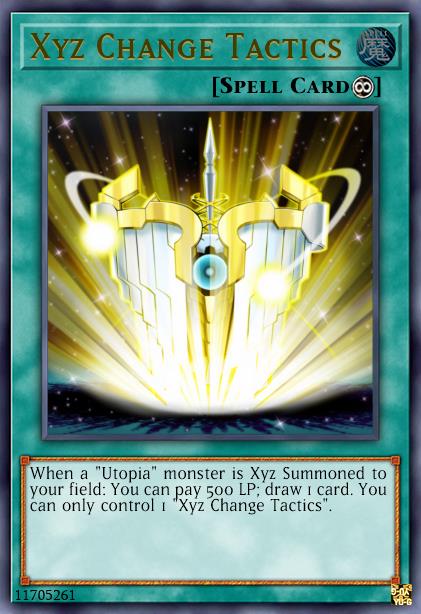 Xyz Change Tactics
[Spell Card♾]
When a "Utopia" monster is Xyz Summoned to
your field: You can pay 500 LP; draw 1 card. You
can only control 1 "Xyz Change Tactics".
11705261